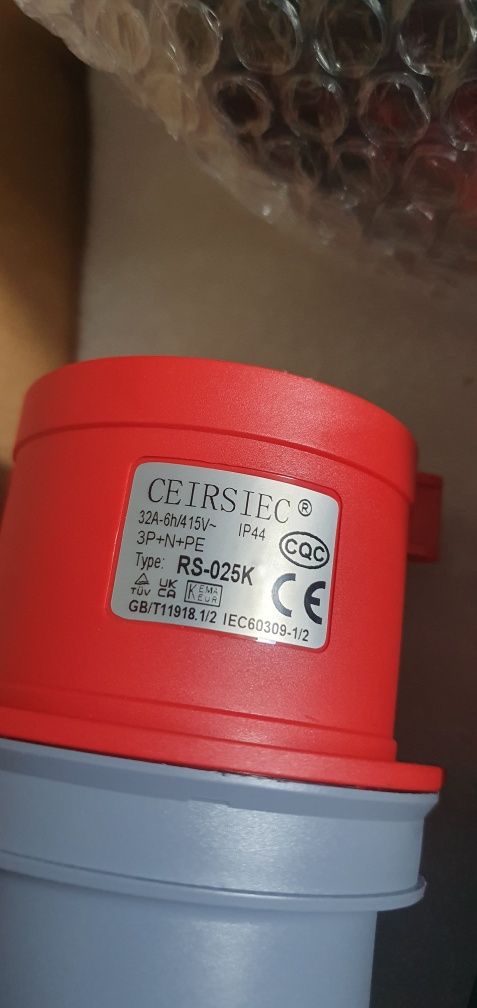 CEIRSIEC ®
32A-6h/415V~ IP44
3P+N+PE
CQC
Type: RS-025K
TÜV UK CA KEMA KEUR CE
GB/T11918.1/2 IEC60309-1/2